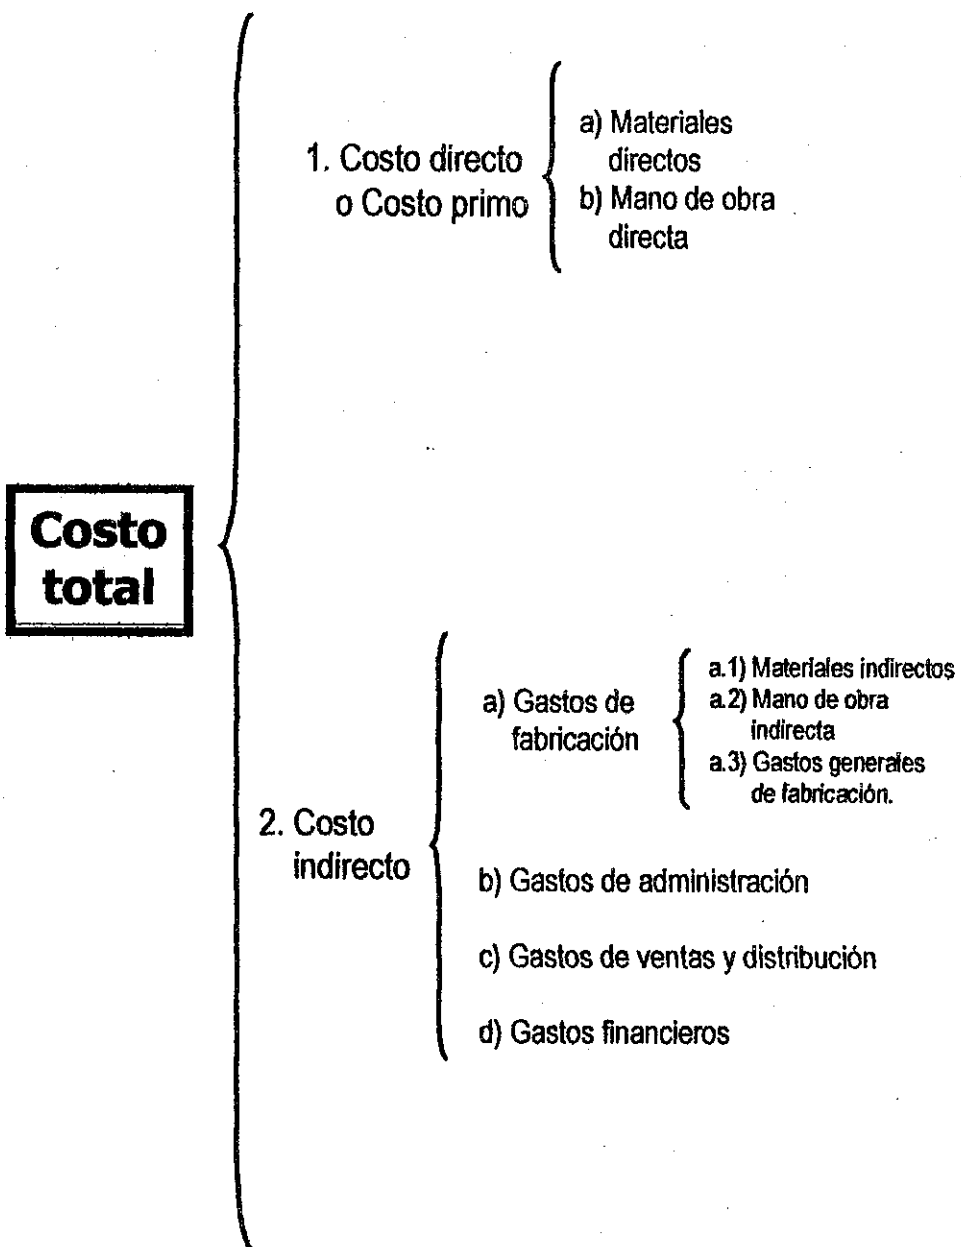 Costo
total
1. Costo directo
o Costo primo
a) Materiales
directos
b) Mano de obra
directa
2. Costo
indirecto
a) Gastos de
fabricación
a.1) Materiales indirectos
a.2) Mano de obra
indirecta
a.3) Gastos generales
de fabricación.
b) Gastos de administración
c) Gastos de ventas y distribución
d) Gastos financieros